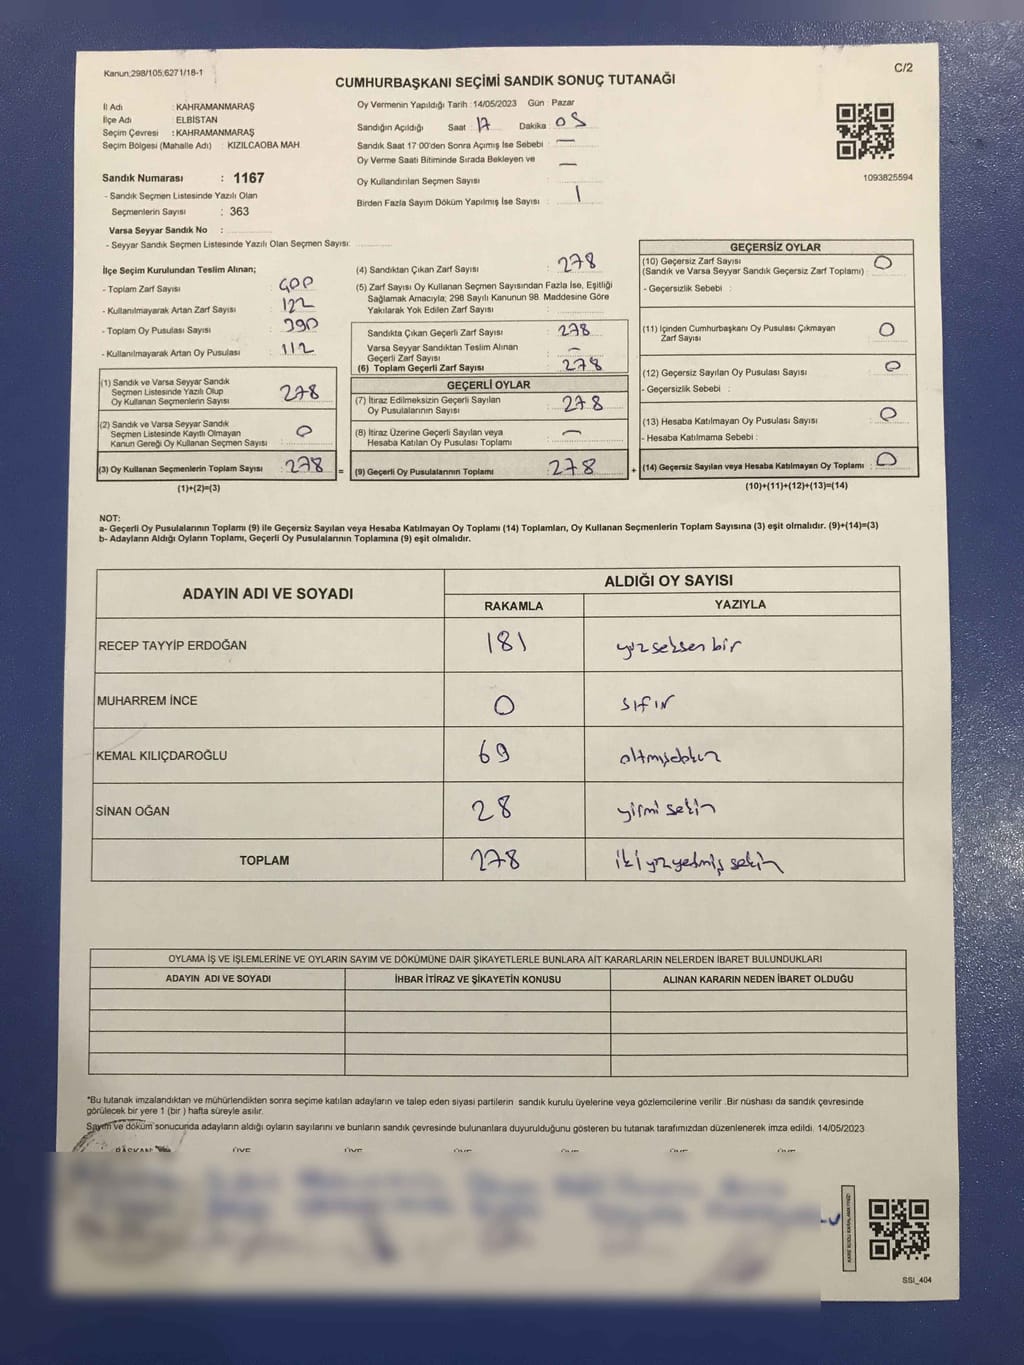 Kanun;298/105;6271/16-1
C/2
CUMHURBAŞKANI SEÇİMİ SANDIK SONUÇ TUTANAĞI
İl Adı : KAHRAMANMARAŞ
İlçe Adı : ELBİSTAN
Seçim Çevresi : KAHRAMANMARAŞ
Seçim Bölgesi (Mahalle Adı) : KIZILCAOBA MAH
Sandık Numarası : 1167
- Sandık Seçmen Listesinde Yazılı Olan
Seçmenlerin Sayısı : 363
Varsa Seyyar Sandık No :
- Seyyar Sandık Seçmen Listesinde Yazılı Olan Seçmen Sayısı:
Oy Vermenin Yapıldığı Tarih : 14/05/2023 Gün : Pazar
Sandığın Açıldığı Saat : 17 Dakika : 05
Sandık Saat 17:00'den Sonra Açımış İse Sebebi : —
Oy Verme Saati Bitiminde Sırada Bekleyen ve —
Oy Kullandırılan Seçmen Sayısı :
Birden Fazla Sayım Döküm Yapılmış İse Sayısı : 1
1093825594
İlçe Seçim Kurulundan Teslim Alınan;
- Toplam Zarf Sayısı : 400
- Kullanılmayarak Artan Zarf Sayısı : 122
- Toplam Oy Pusulası Sayısı : 390
- Kullanılmayarak Artan Oy Pusulası : 112
(1) Sandık ve Varsa Seyyar Sandık
Seçmen Listesinde Yazılı Olup
Oy Kullanan Seçmenlerin Sayısı : 278
(2) Sandık ve Varsa Seyyar Sandık
Seçmen Listesinde Kayıtlı Olmayan
Kanun Gereği Oy Kullanan Seçmen Sayısı : 0
(3) Oy Kullanan Seçmenlerin Toplam Sayısı : 278 =
(1)+(2)=(3)
(4) Sandıktan Çıkan Zarf Sayısı : 278
(5) Zarf Sayısı Oy Kullanan Seçmen Sayısından Fazla İse, Eşitliği
Sağlamak Amacıyla; 298 Sayılı Kanunun 98. Maddesine Göre
Yakılarak Yok Edilen Zarf Sayısı :
Sandıkta Çıkan Geçerli Zarf Sayısı : 278
Varsa Seyyar Sandıktan Teslim Alınan
Geçerli Zarf Sayısı : —
(6) Toplam Geçerli Zarf Sayısı : 278
GEÇERLİ OYLAR
(7) İtiraz Edilmeksizin Geçerli Sayılan
Oy Pusulalarının Sayısı : 278
(8) İtiraz Üzerine Geçerli Sayılan veya
Hesaba Katılan Oy Pusulası Toplamı : —
(9) Geçerli Oy Pusulalarının Toplamı : 278 +
GEÇERSİZ OYLAR
(10) Geçersiz Zarf Sayısı
(Sandık ve Varsa Seyyar Sandık Geçersiz Zarf Toplamı) : 0
- Geçersizlik Sebebi :
(11) İçinden Cumhurbaşkanı Oy Pusulası Çıkmayan
Zarf Sayısı : 0
(12) Geçersiz Sayılan Oy Pusulası Sayısı : 0
- Geçersizlik Sebebi :
(13) Hesaba Katılmayan Oy Pusulası Sayısı : 0
- Hesaba Katılmama Sebebi :
(14) Geçersiz Sayılan veya Hesaba Katılmayan Oy Toplamı : 0
(10)+(11)+(12)+(13)=(14)
NOT:
a- Geçerli Oy Pusulalarının Toplamı (9) ile Geçersiz Sayılan veya Hesaba Katılmayan Oy Toplamı (14) Toplamları, Oy Kullanan Seçmenlerin Toplam Sayısına (3) eşit olmalıdır. (9)+(14)=(3)
b- Adayların Aldığı Oyların Toplamı, Geçerli Oy Pusulalarının Toplamına (9) eşit olmalıdır.
ADAYIN ADI VE SOYADI
ALDIĞI OY SAYISI
RAKAMLA YAZIYLA
RECEP TAYYİP ERDOĞAN 181 yüzseksen bir
MUHARREM İNCE 0 sıfır
KEMAL KILIÇDAROĞLU 69 altmışdokuz
SİNAN OĞAN 28 yirmi sekiz
TOPLAM 278 iki yüz yetmiş sekiz
OYLAMA İŞ VE İŞLEMLERİNE VE OYLARIN SAYIM VE DÖKÜMÜNE DAİR ŞİKAYETLERLE BUNLARA AİT KARARLARIN NELERDEN İBARET BULUNDUKLARI
ADAYIN ADI VE SOYADI İHBAR İTİRAZ VE ŞİKAYETİN KONUSU ALINAN KARARIN NEDEN İBARET OLDUĞU
*Bu tutanak imzalandıktan ve mühürlendikten sonra seçime katılan adayların ve talep eden siyasi partilerin sandık kurulu üyelerine veya gözlemcilerine verilir .Bir nüshası da sandık çevresinde
görülecek bir yere 1 (bir ) hafta süreyle asılır.
Sayım ve döküm sonucunda adayların aldığı oyların sayılarını ve bunların sandık çevresinde bulunanlara duyurulduğunu gösteren bu tutanak tarafımızdan düzenlenerek imza edildi. 14/05/2023
BAŞKAN ÜYE ÜYE ÜYE ÜYE ÜYE ÜYE
SSI_404